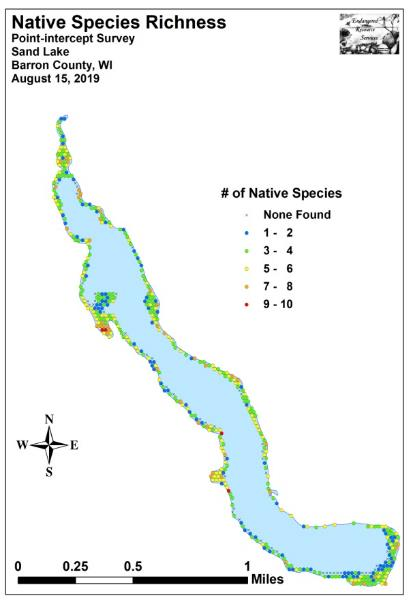 Native Species Richness
Point-intercept Survey
Sand Lake
Barron County, WI
August 15, 2019
Endangered
Resource
Services
# of Native Species
None Found
1 - 2
3 - 4
5 - 6
7 - 8
9 - 10
N
W E
S
0 0.25 0.5 1
Miles